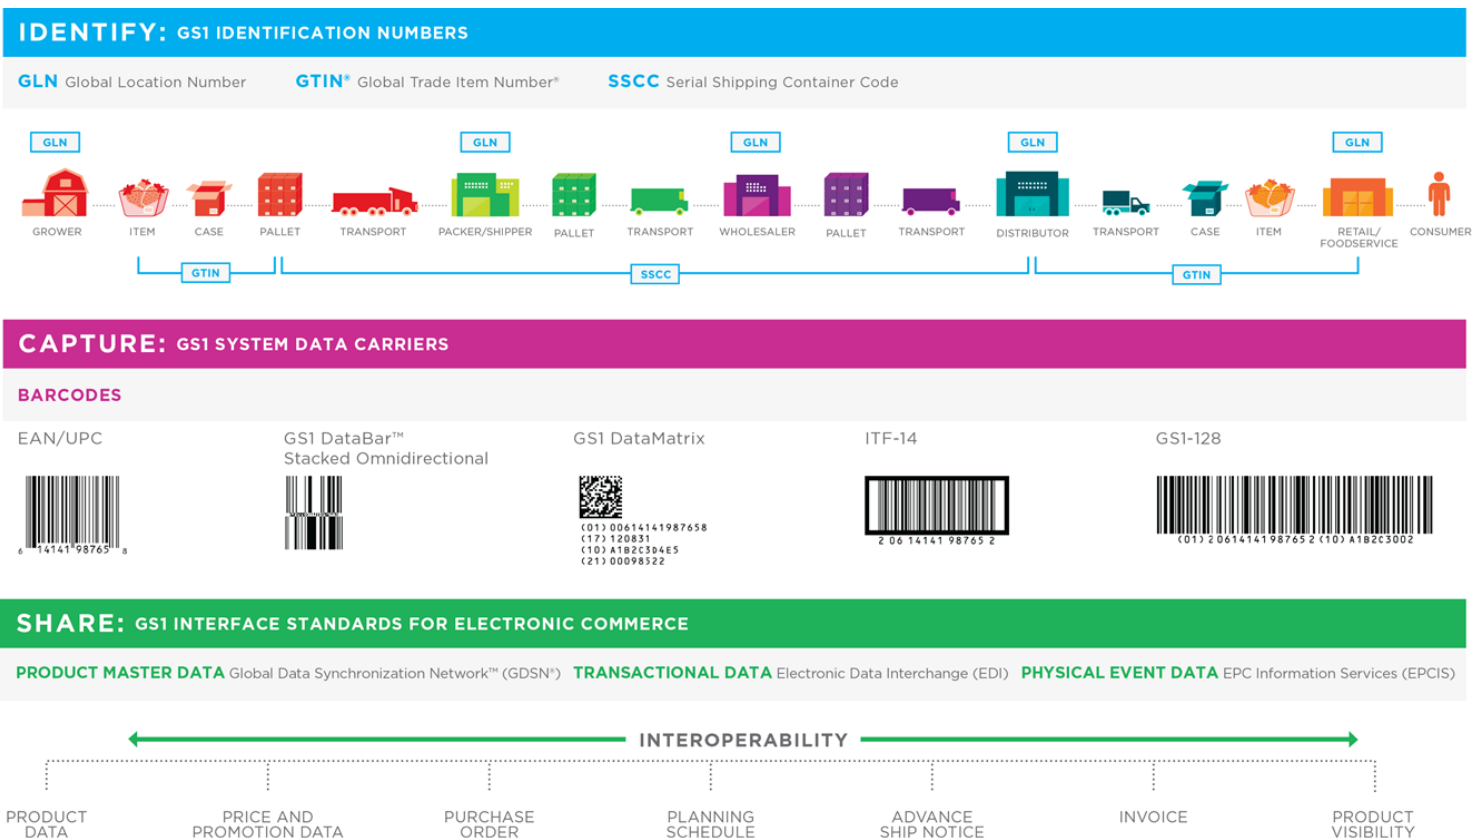 IDENTIFY: GS1 IDENTIFICATION NUMBERS
GLN Global Location Number GTIN® Global Trade Item Number® SSCC Serial Shipping Container Code
GLN GLN GLN GLN GLN
GROWER ITEM CASE PALLET TRANSPORT PACKER/SHIPPER PALLET TRANSPORT WHOLESALER PALLET TRANSPORT DISTRIBUTOR TRANSPORT CASE ITEM RETAIL/ CONSUMER
FOODSERVICE
GTIN SSCC GTIN
CAPTURE: GS1 SYSTEM DATA CARRIERS
BARCODES
EAN/UPC
6 14141 98765 8
GS1 DataBar™
Stacked Omnidirectional
GS1 DataMatrix
(01) 00614141987658
(17) 120831
(10) A1B2C3D4E5
(21) 00098522
ITF-14
2 06 14141 98765 2
GS1-128
(01) 2 0614141 98765 2 (10) A1B2C3002
SHARE: GS1 INTERFACE STANDARDS FOR ELECTRONIC COMMERCE
PRODUCT MASTER DATA Global Data Synchronization Network™ (GDSN®) TRANSACTIONAL DATA Electronic Data Interchange (EDI) PHYSICAL EVENT DATA EPC Information Services (EPCIS)
INTEROPERABILITY
PRODUCT
DATA
PRICE AND
PROMOTION DATA
PURCHASE
ORDER
PLANNING
SCHEDULE
ADVANCE
SHIP NOTICE
INVOICE
PRODUCT
VISIBILITY